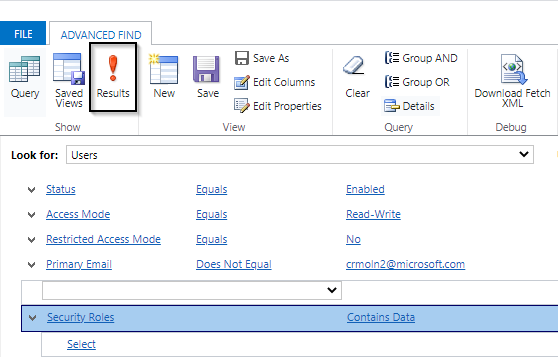 FILE ADVANCED FIND
Query
Saved Views
Results
New
Save
Save As
Edit Columns
Edit Properties
Clear
Group AND
Group OR
Details
Download Fetch XML
Show View Query Debug
Look for: Users
Status Equals Enabled
Access Mode Equals Read-Write
Restricted Access Mode Equals No
Primary Email Does Not Equal crmoln2@microsoft.com
Security Roles Contains Data
Select